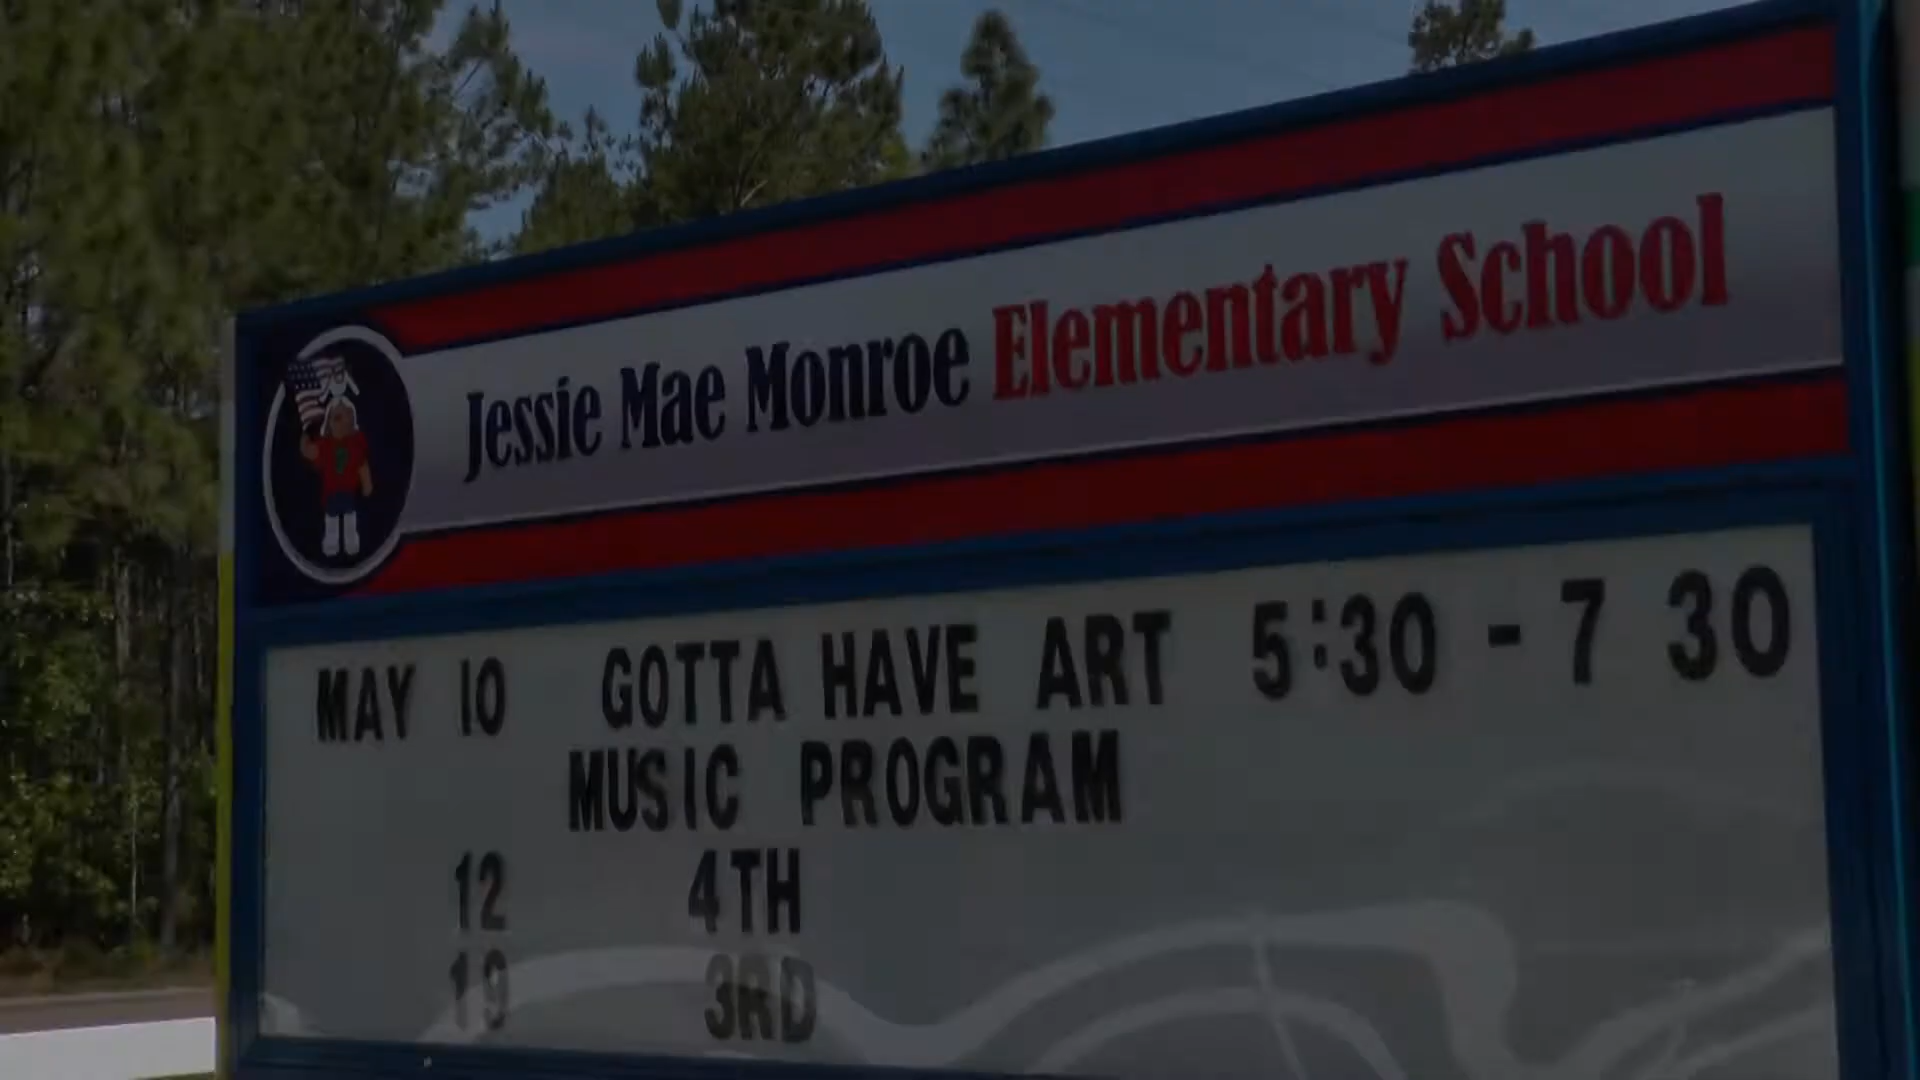 Jessie Mae Monroe Elementary School
MAY 10 GOTTA HAVE ART 5:30 - 7 30
MUSIC PROGRAM
12 4TH
19 3RD